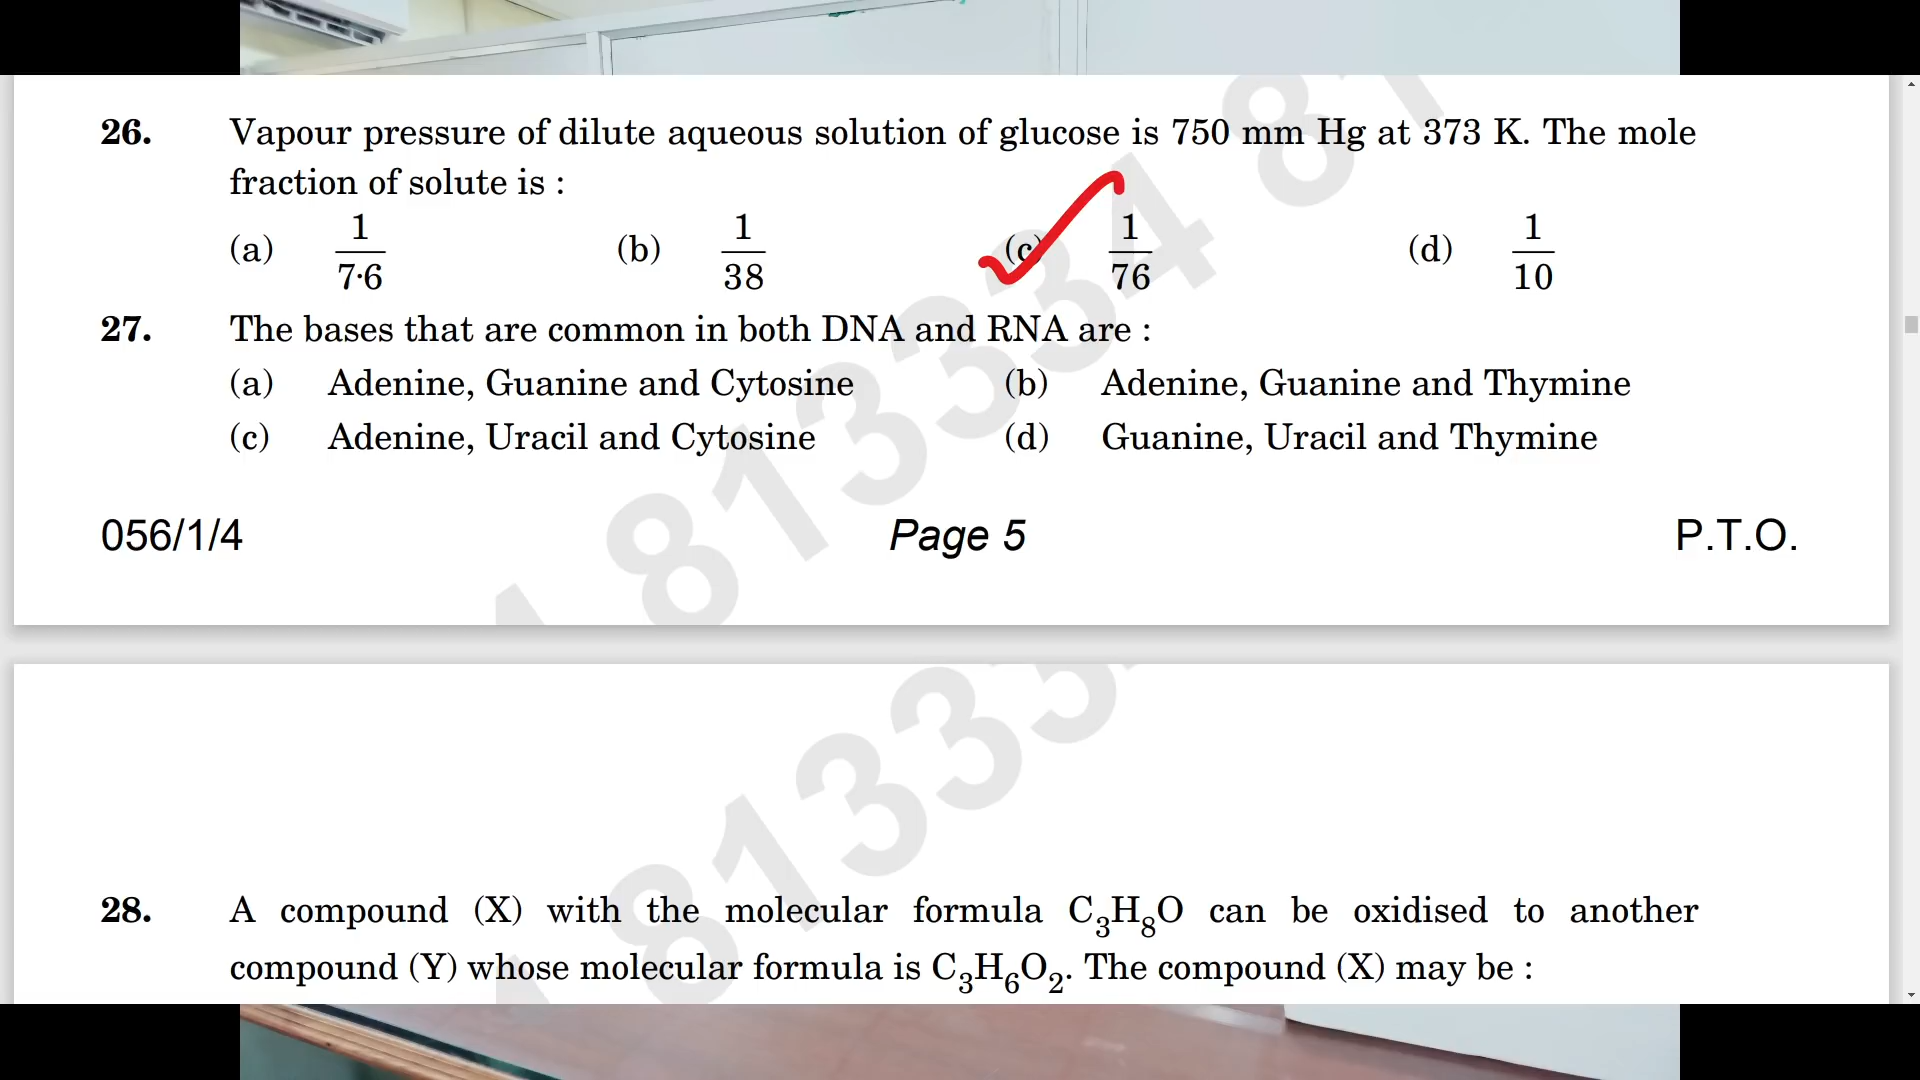 26. Vapour pressure of dilute aqueous solution of glucose is 750 mm Hg at 373 K. The mole
fraction of solute is :
(a) 1/7·6 (b) 1/38 (c) 1/76 (d) 1/10
27. The bases that are common in both DNA and RNA are :
(a) Adenine, Guanine and Cytosine (b) Adenine, Guanine and Thymine
(c) Adenine, Uracil and Cytosine (d) Guanine, Uracil and Thymine
056/1/4 Page 5 P.T.O.
28. A compound (X) with the molecular formula C₃H₈O can be oxidised to another
compound (Y) whose molecular formula is C₃H₆O₂. The compound (X) may be :